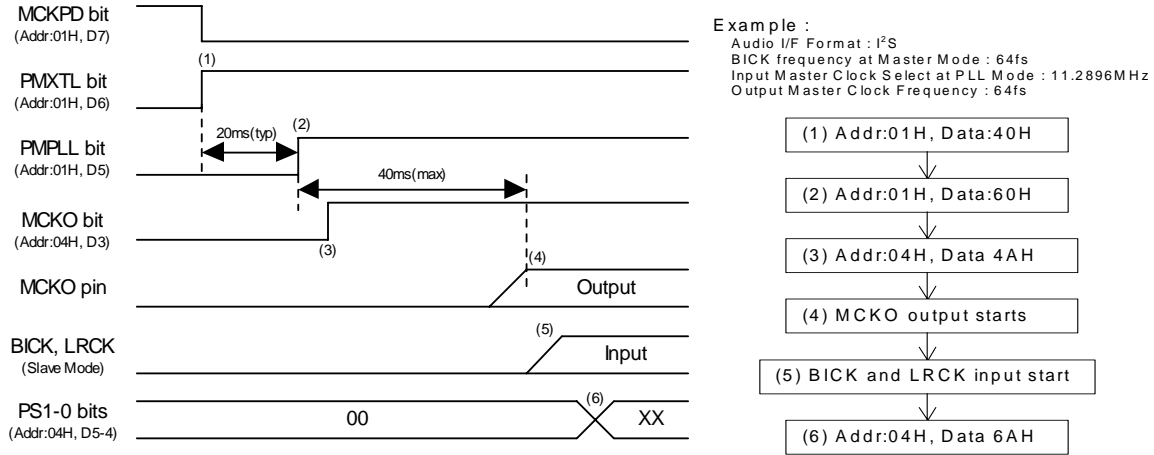 MCKPD bit
(Addr:01H, D7)
(1)
PMXTL bit
(Addr:01H, D6)
20ms(typ)
(2)
PMPLL bit
(Addr:01H, D5)
40ms(max)
MCKO bit
(Addr:04H, D3)
(3)
(4)
MCKO pin
Output
(5)
BICK, LRCK
(Slave Mode)
Input
(6)
PS1-0 bits
(Addr:04H, D5-4)
00
XX
Example :
Audio I/F Format : I²S
BICK frequency at Master Mode : 64fs
Input Master Clock Select at PLL Mode : 11.2896MHz
Output Master Clock Frequency : 64fs
(1) Addr:01H, Data:40H
(2) Addr:01H, Data:60H
(3) Addr:04H, Data 4AH
(4) MCKO output starts
(5) BICK and LRCK input start
(6) Addr:04H, Data 6AH